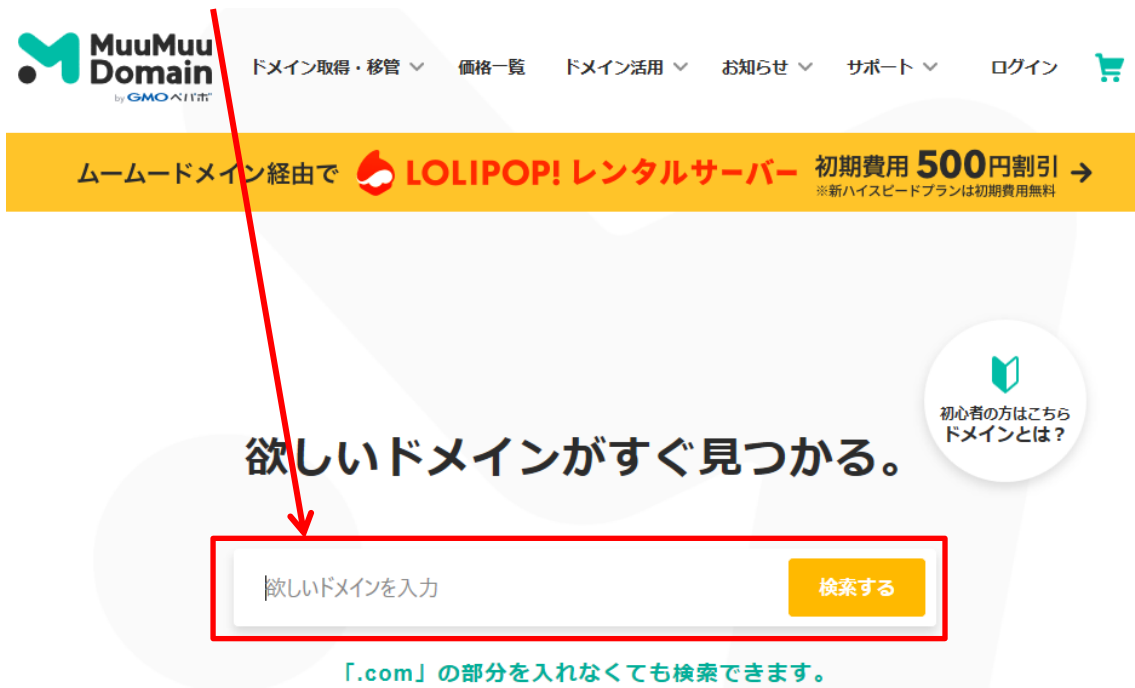 MuuMuu
Domain
by GMOペパボ
ドメイン取得・移管
価格一覧
ドメイン活用
お知らせ
サポート
ログイン
ムームードメイン経由で LOLIPOP! レンタルサーバー 初期費用 500円割引 →
※新ハイスピードプランは初期費用無料
初心者の方はこちら
ドメインとは？
欲しいドメインがすぐ見つかる。
欲しいドメインを入力
検索する
「.com」の部分を入れなくても検索できます。